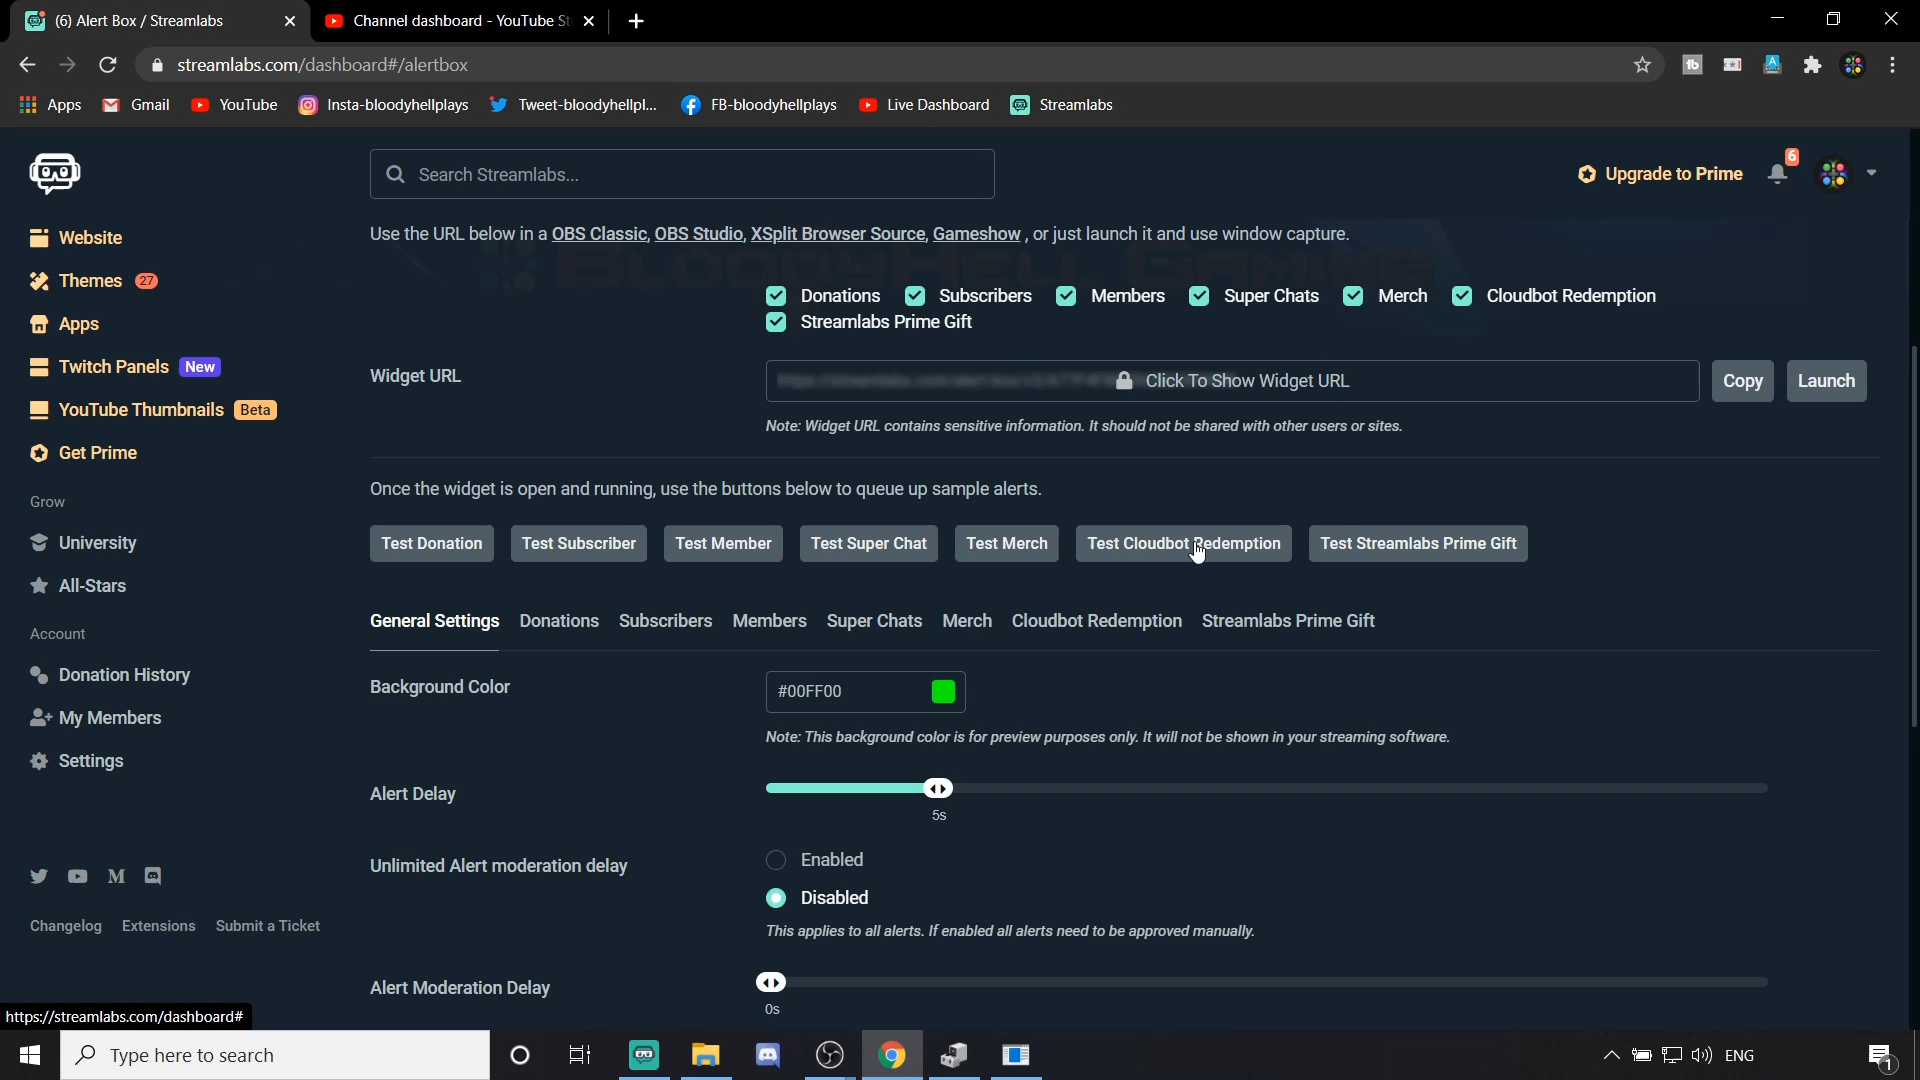 (6) Alert Box / Streamlabs
Channel dashboard - YouTube St
streamlabs.com/dashboard#/alertbox
Apps
Gmail
YouTube
Insta-bloodyhellplays
Tweet-bloodyhellpl...
FB-bloodyhellplays
Live Dashboard
Streamlabs
Search Streamlabs...
Upgrade to Prime
6
Use the URL below in a OBS Classic, OBS Studio, XSplit Browser Source, Gameshow , or just launch it and use window capture.
BLOODYHELL GAMING
Website
Themes 27
Apps
Twitch Panels New
YouTube Thumbnails Beta
Get Prime
Grow
University
All-Stars
Account
Donation History
My Members
Settings
Changelog Extensions Submit a Ticket
https://streamlabs.com/dashboard#
Donations Subscribers Members Super Chats Merch Cloudbot Redemption
Streamlabs Prime Gift
Widget URL
Click To Show Widget URL
Copy
Launch
Note: Widget URL contains sensitive information. It should not be shared with other users or sites.
Once the widget is open and running, use the buttons below to queue up sample alerts.
Test Donation Test Subscriber Test Member Test Super Chat Test Merch Test Cloudbot Redemption Test Streamlabs Prime Gift
General Settings Donations Subscribers Members Super Chats Merch Cloudbot Redemption Streamlabs Prime Gift
Background Color
#00FF00
Note: This background color is for preview purposes only. It will not be shown in your streaming software.
Alert Delay
5s
Unlimited Alert moderation delay
Enabled
Disabled
This applies to all alerts. If enabled all alerts need to be approved manually.
Alert Moderation Delay
0s
Type here to search
ENG
1